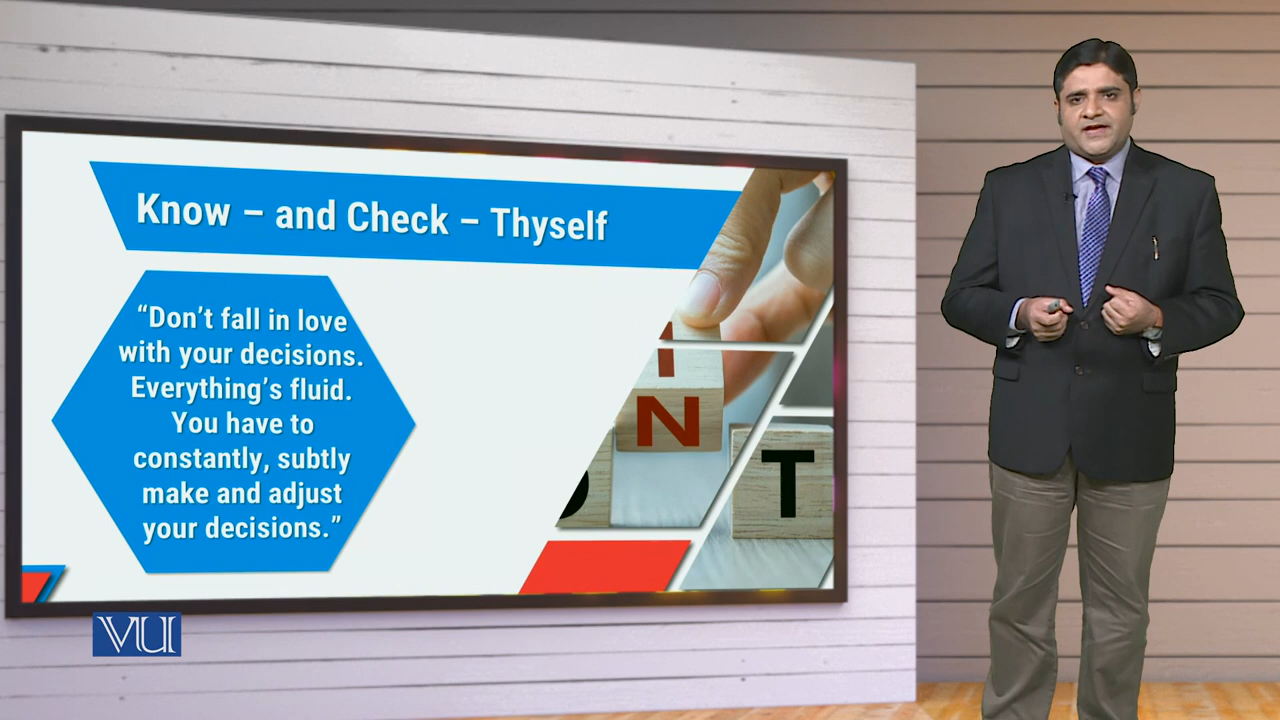 Know – and Check – Thyself
“Don’t fall in love
with your decisions.
Everything’s fluid.
You have to
constantly, subtly
make and adjust
your decisions.”
N
T
VU